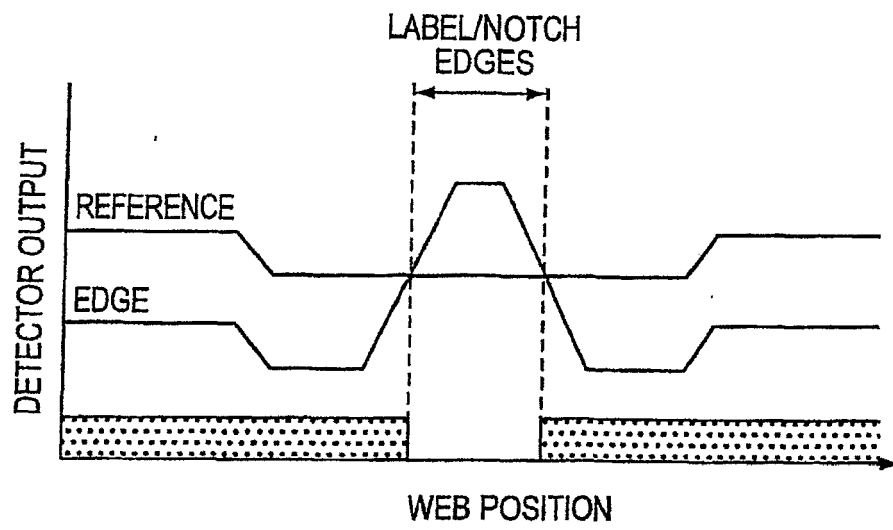 LABEL/NOTCH
EDGES
DETECTOR OUTPUT
REFERENCE
EDGE
WEB POSITION